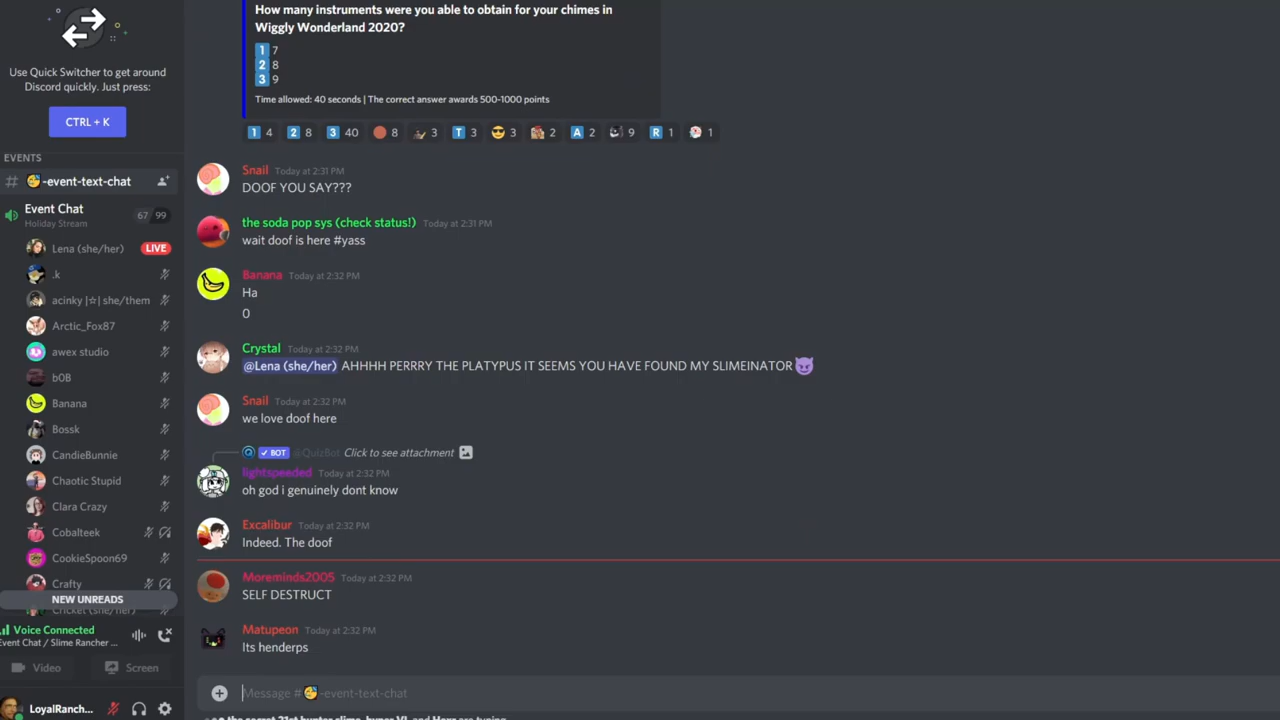 Use Quick Switcher to get around
Discord quickly. Just press:
CTRL + K
EVENTS
-event-text-chat
Event Chat
67 99
Holiday Stream
Lena (she/her)
LIVE
.k
acinky |☆| she/them
Arctic_Fox87
awex studio
b0B
Banana
Bossk
CandieBunnie
Chaotic Stupid
Clara Crazy
Cobalteek
CookieSpoon69
Crafty
NEW UNREADS
Cricket (she/her)
Voice Connected
Event Chat / Slime Rancher ...
Video
Screen
LoyalRanch...
How many instruments were you able to obtain for your chimes in
Wiggly Wonderland 2020?
1 7
2 8
3 9
Time allowed: 40 seconds | The correct answer awards 500-1000 points
1 4 2 8 3 40 8 3 T 3 3 2 A 2 9 R 1 1
Snail Today at 2:31 PM
DOOF YOU SAY???
the soda pop sys (check status!) Today at 2:31 PM
wait doof is here #yass
Banana Today at 2:32 PM
Ha
0
Crystal Today at 2:32 PM
@Lena (she/her) AHHHH PERRRY THE PLATYPUS IT SEEMS YOU HAVE FOUND MY SLIMEINATOR
Snail Today at 2:32 PM
we love doof here
✓ BOT @QuizBot Click to see attachment
lightspeeded Today at 2:32 PM
oh god i genuinely dont know
Excalibur Today at 2:32 PM
Indeed. The doof
Moreminds2005 Today at 2:32 PM
SELF DESTRUCT
Matupeon Today at 2:32 PM
Its henderps
Message # -event-text-chat